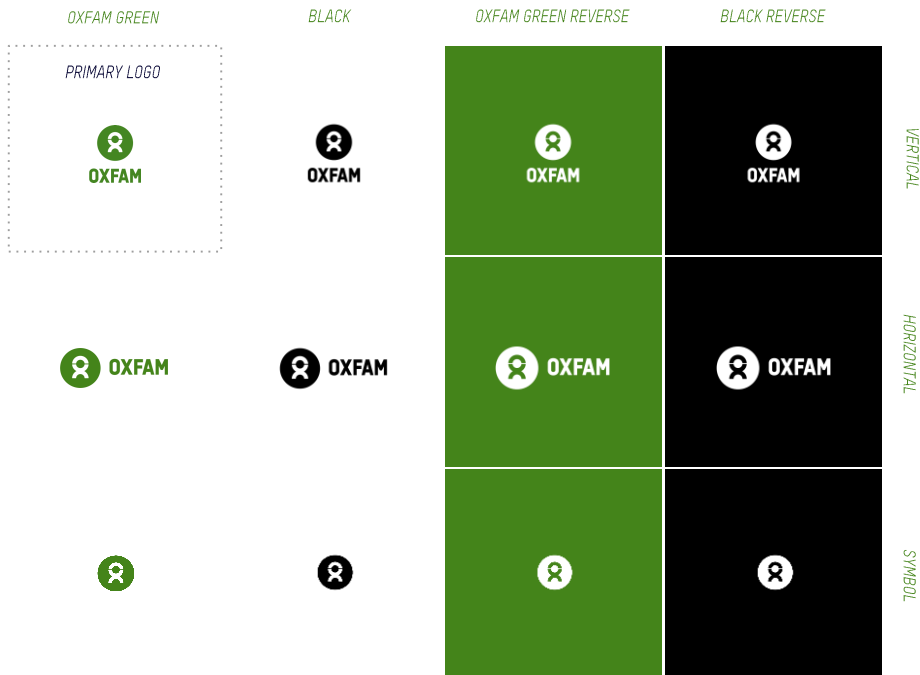 OXFAM GREEN
BLACK
OXFAM GREEN REVERSE
BLACK REVERSE
PRIMARY LOGO
OXFAM
OXFAM
OXFAM
OXFAM
VERTICAL
OXFAM
OXFAM
OXFAM
OXFAM
HORIZONTAL
SYMBOL